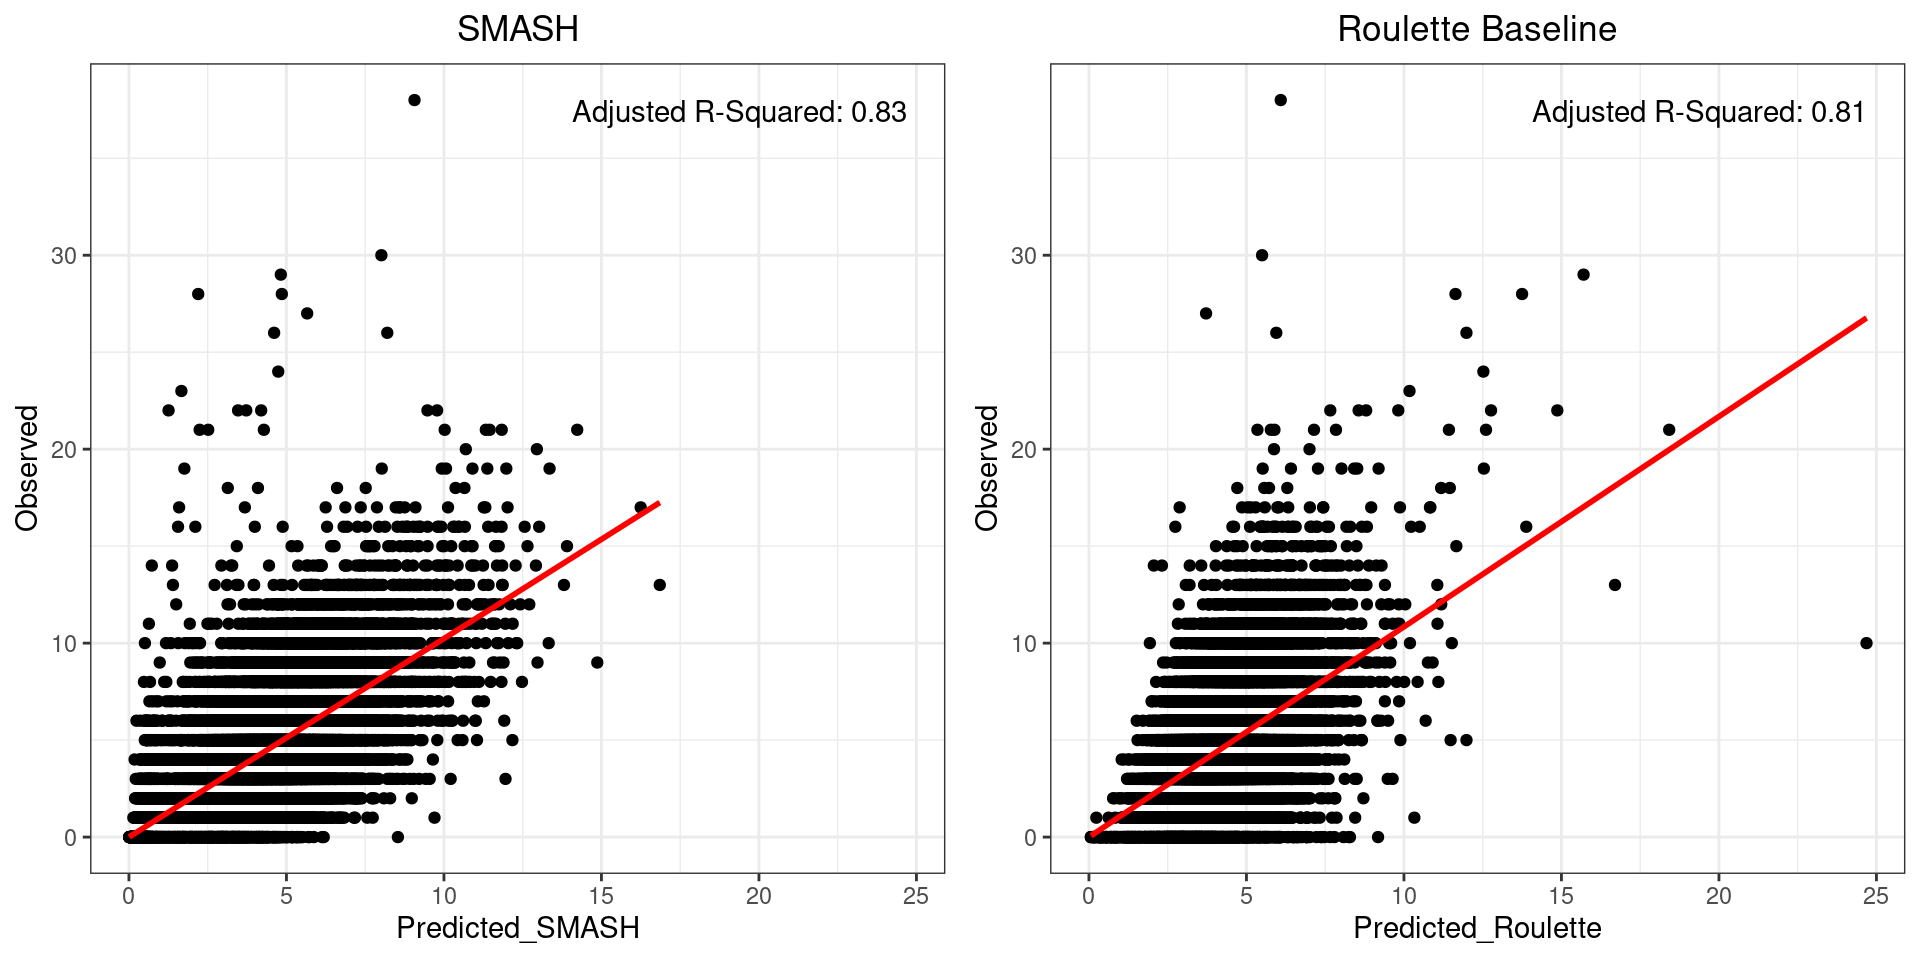 SMASH
Adjusted R-Squared: 0.83
Observed
30
20
10
0
0 5 10 15 20 25
Predicted_SMASH
Roulette Baseline
Adjusted R-Squared: 0.81
Observed
30
20
10
0
0 5 10 15 20 25
Predicted_Roulette